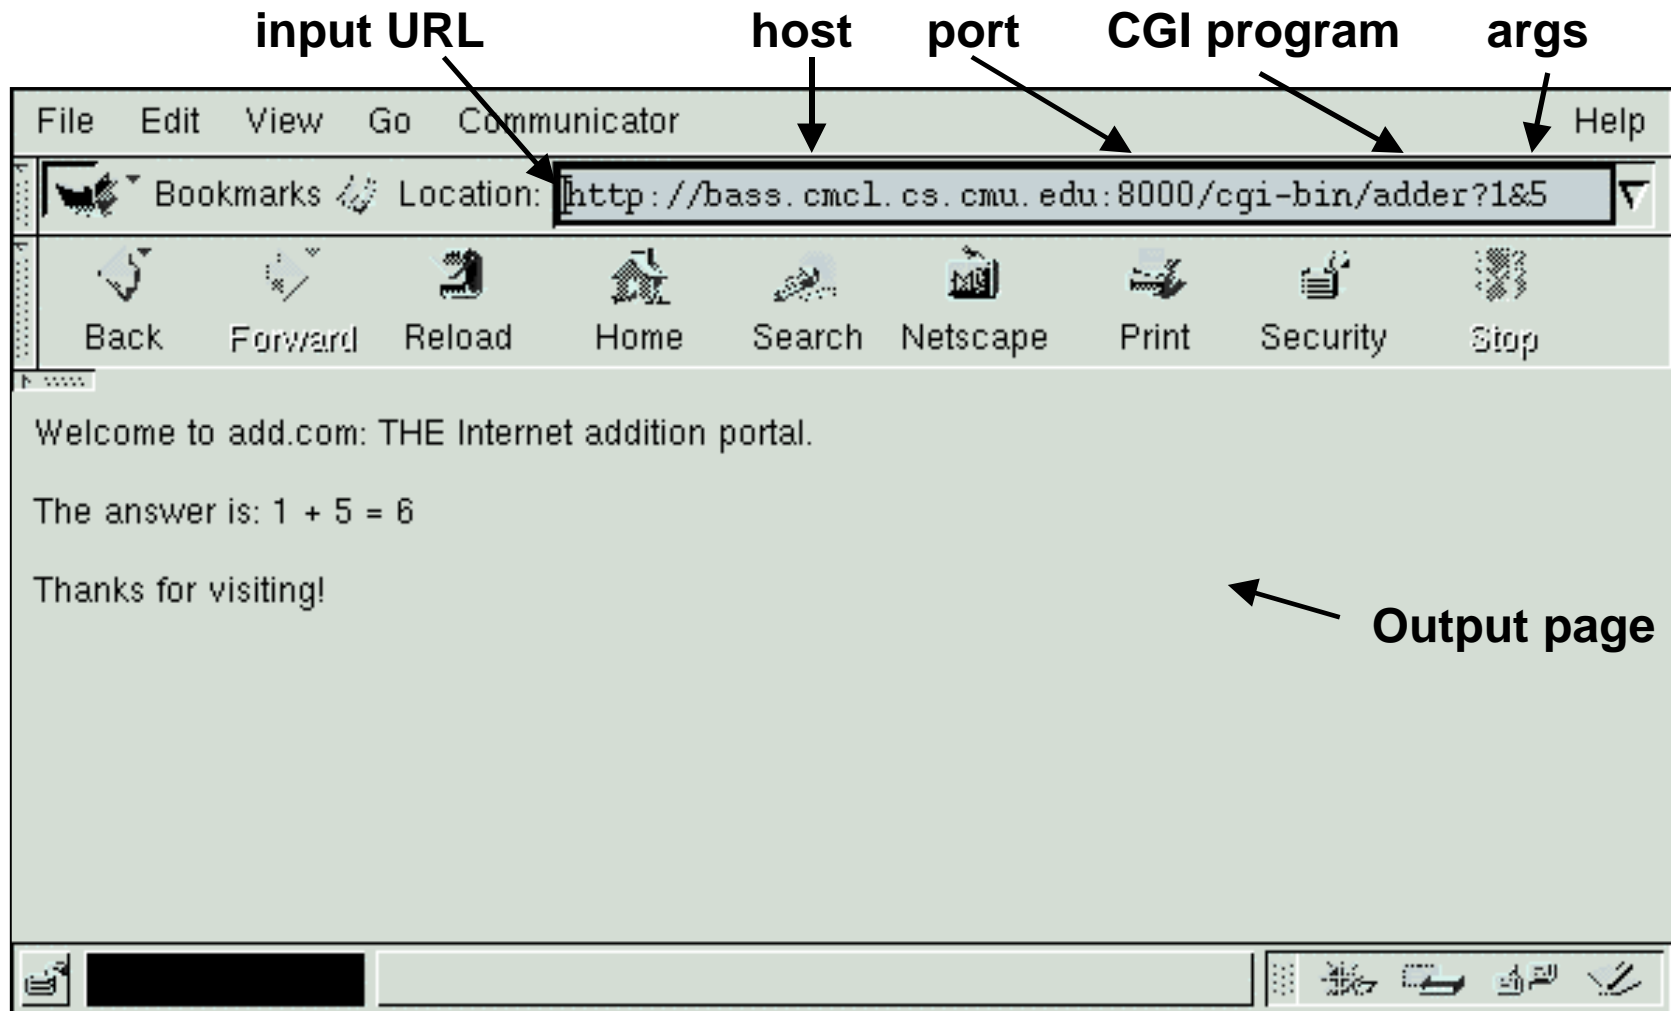 input URL host port CGI program args
File Edit View Go Communicator Help
Bookmarks Location: http://bass.cmcl.cs.cmu.edu:8000/cgi-bin/adder?1&5
Back Forward Reload Home Search Netscape Print Security Stop
Welcome to add.com: THE Internet addition portal.
The answer is: 1 + 5 = 6
Thanks for visiting!
Output page